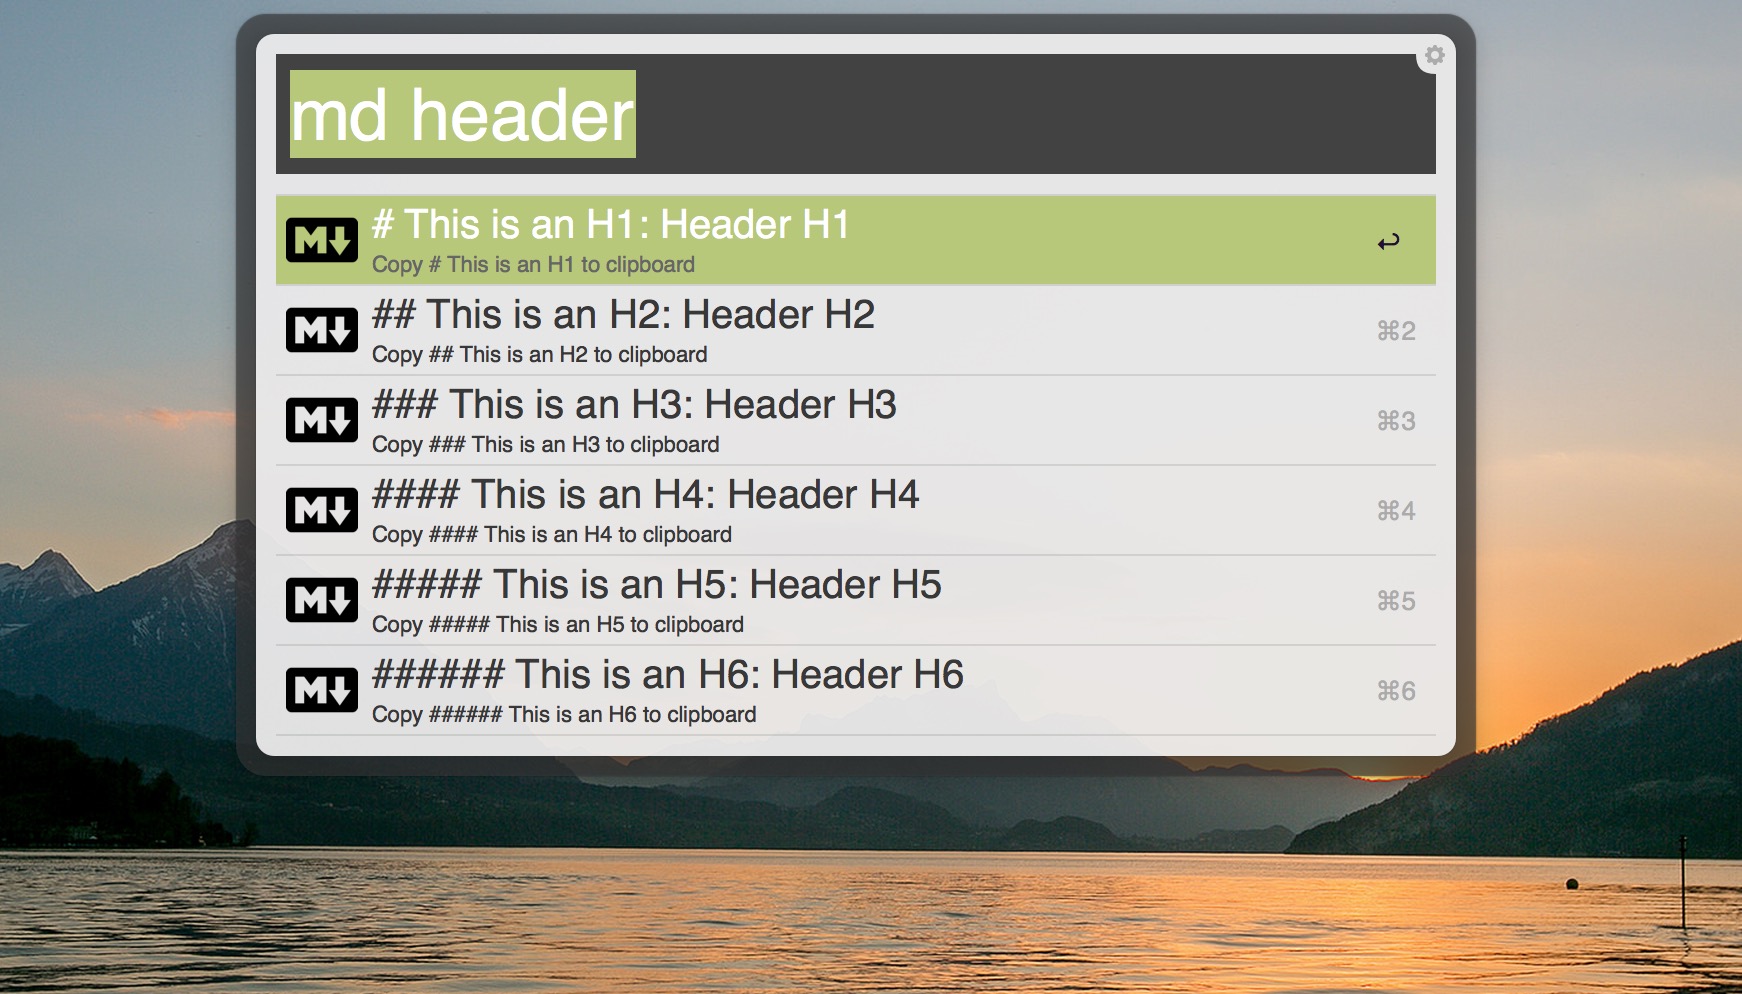 md header
M
# This is an H1: Header H1
↩
Copy # This is an H1 to clipboard
M
## This is an H2: Header H2
⌘2
Copy ## This is an H2 to clipboard
M
### This is an H3: Header H3
⌘3
Copy ### This is an H3 to clipboard
M
#### This is an H4: Header H4
⌘4
Copy #### This is an H4 to clipboard
M
##### This is an H5: Header H5
⌘5
Copy ##### This is an H5 to clipboard
M
###### This is an H6: Header H6
⌘6
Copy ###### This is an H6 to clipboard